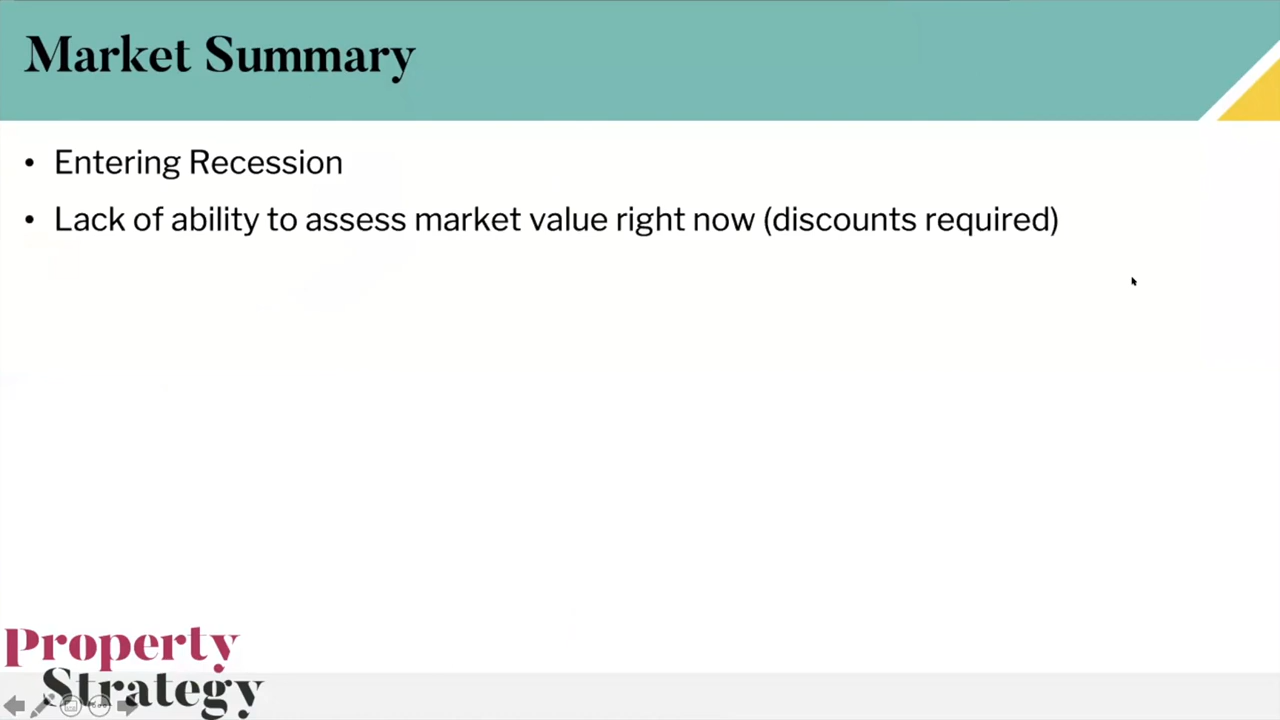 Market Summary
• Entering Recession
• Lack of ability to assess market value right now (discounts required)
Property
Strategy